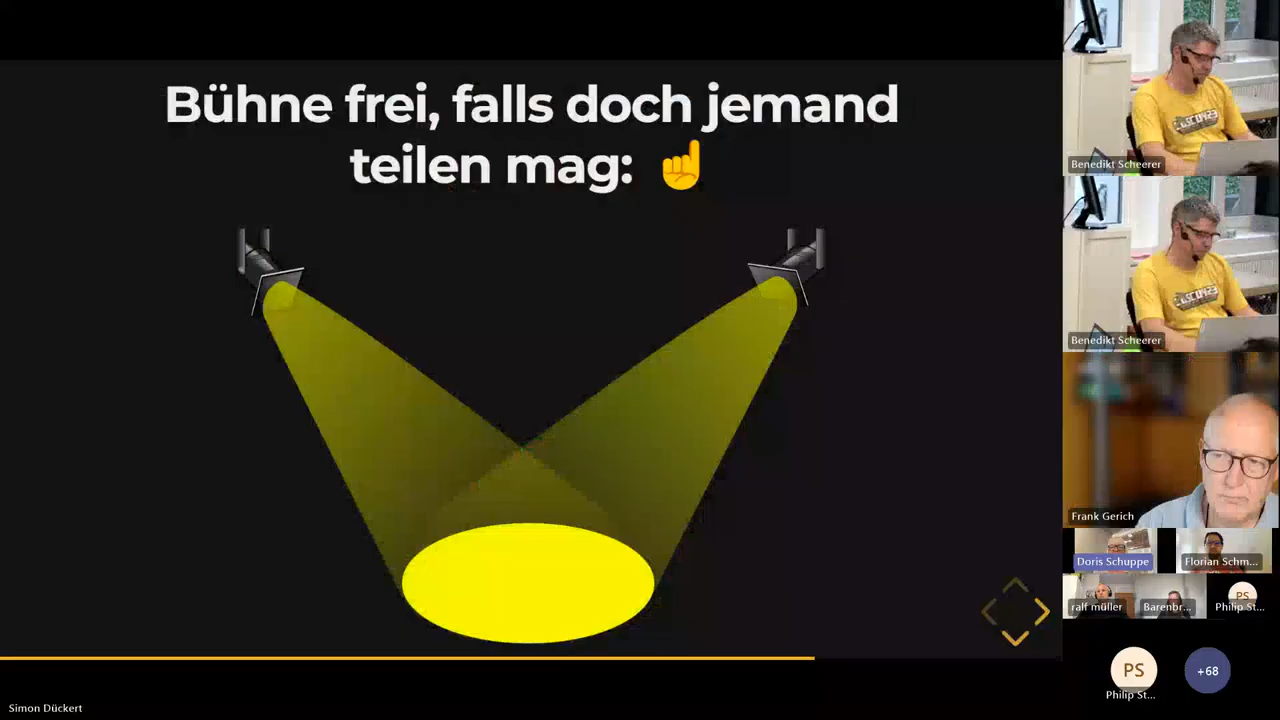 Bühne frei, falls doch jemand
teilen mag: ☝
Benedikt Scheerer
Benedikt Scheerer
Frank Gerich
Doris Schuppe
Florian Schm...
ralf müller
Barenbr...
PS
Philip St...
PS
Philip St...
+68
Simon Dückert